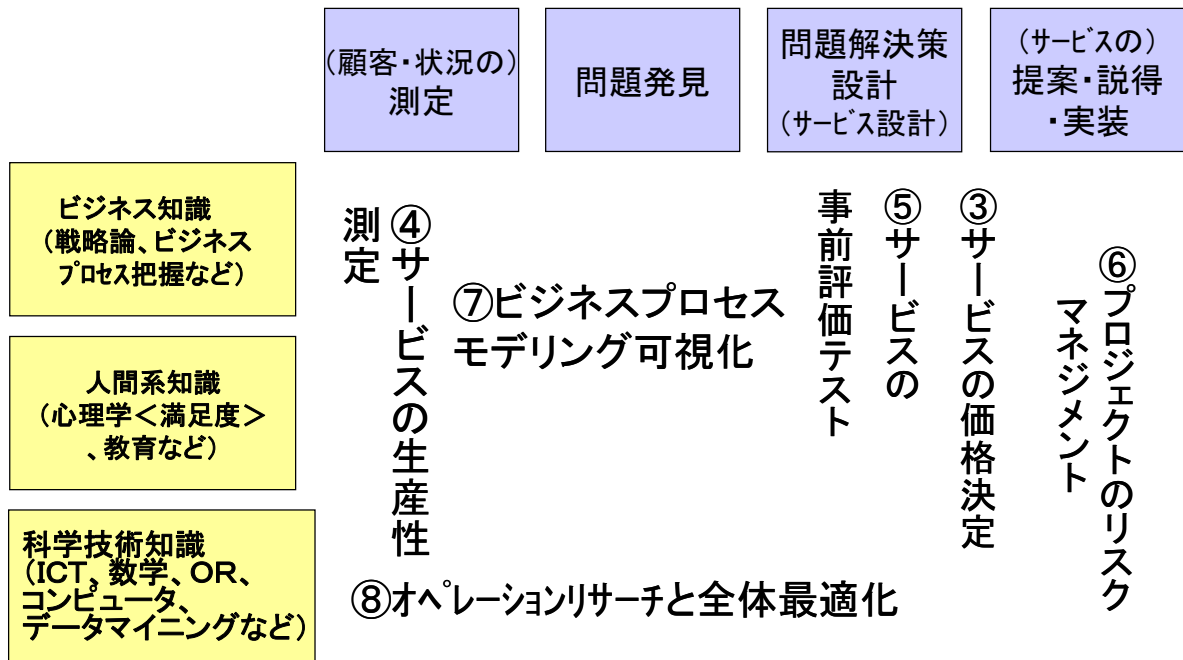 (顧客・状況の)
測定
問題発見
問題解決策
設計
(サービス設計)
(サービスの)
提案・説得
・実装
ビジネス知識
(戦略論、ビジネス
プロセス把握など)
人間系知識
(心理学<満足度>
、教育など)
科学技術知識
(ICT、数学、OR、
コンピュータ、
データマイニングなど)
④サービスの生産性
測定
⑦ビジネスプロセス
モデリング可視化
⑤サービスの
事前評価テスト
③サービスの価格決定
⑥プロジェクトのリスク
マネジメント
⑧オペレーションリサーチと全体最適化